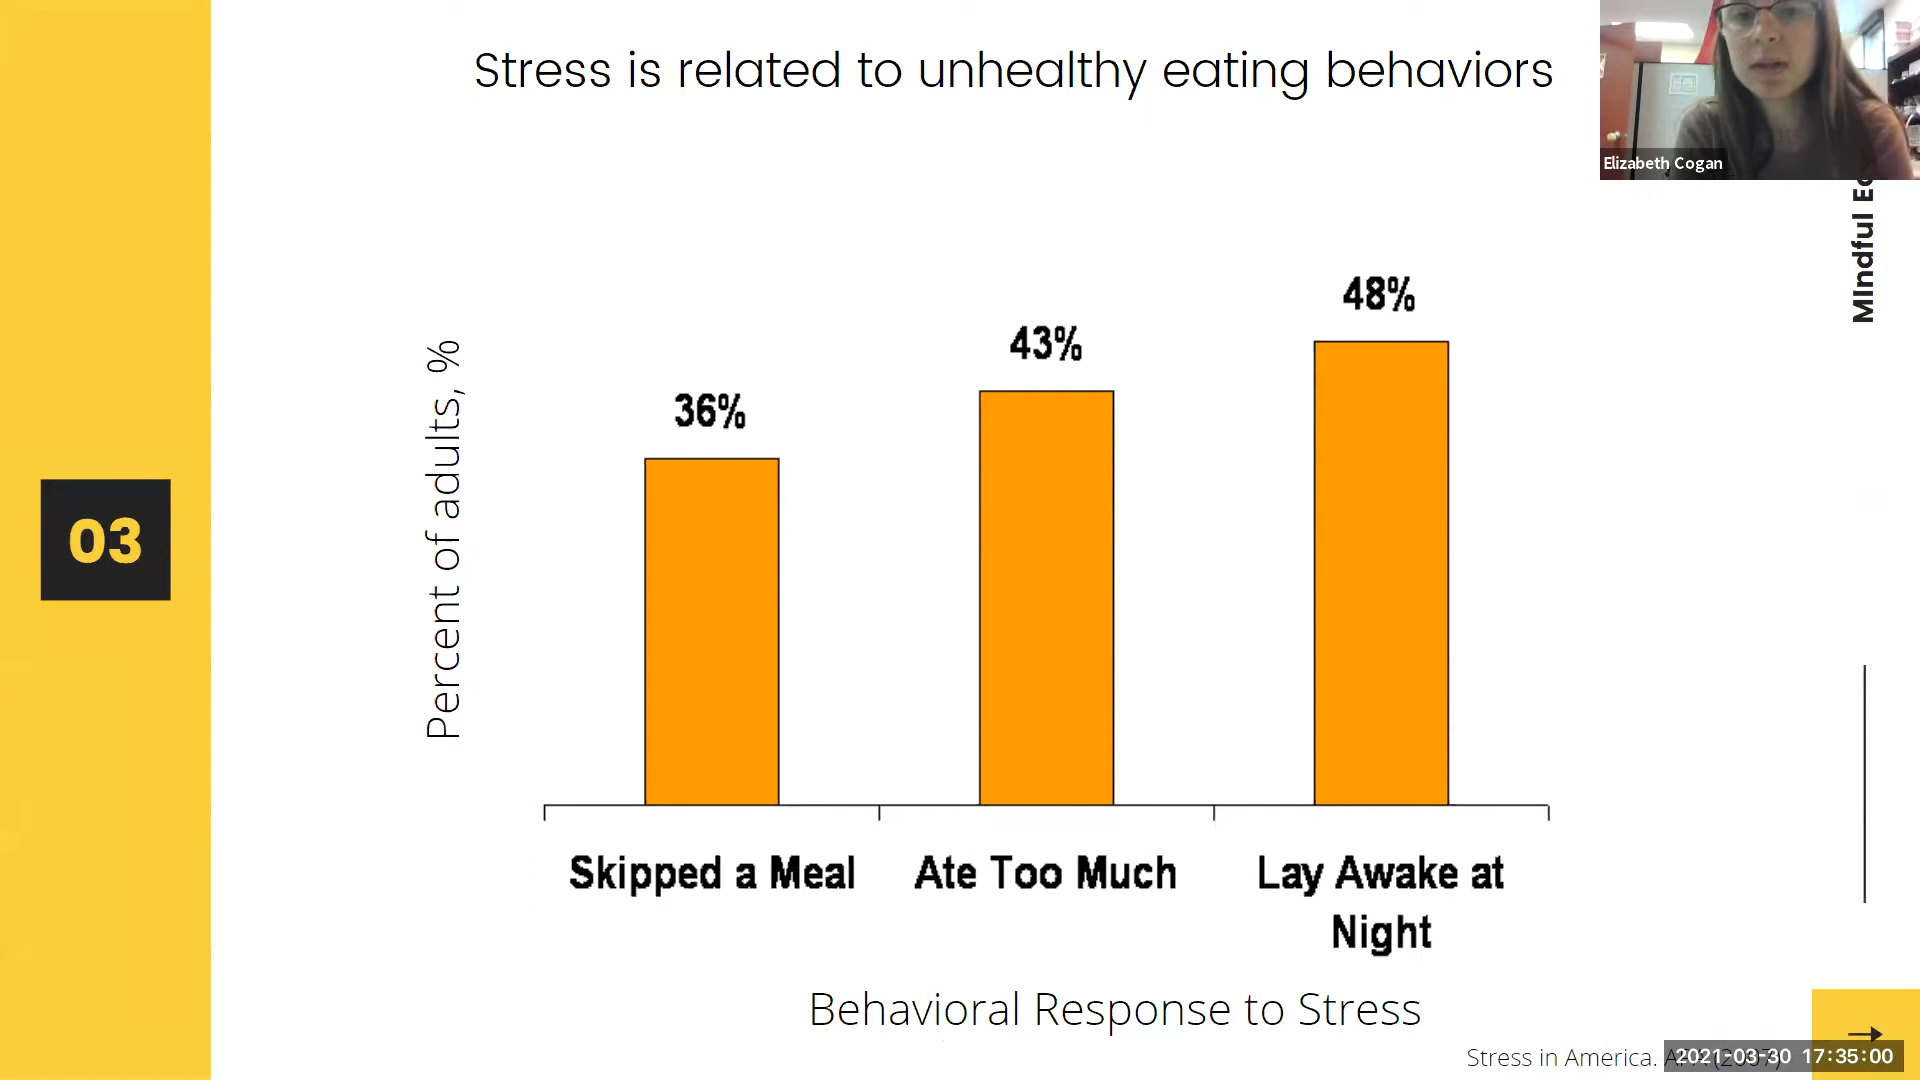 Stress is related to unhealthy eating behaviors
Elizabeth Cogan
MIndful
03
Percent of adults, %
36%
43%
48%
Skipped a Meal
Ate Too Much
Lay Awake at
Night
Behavioral Response to Stress
Stress in America.
2021-03-30 17:35:00